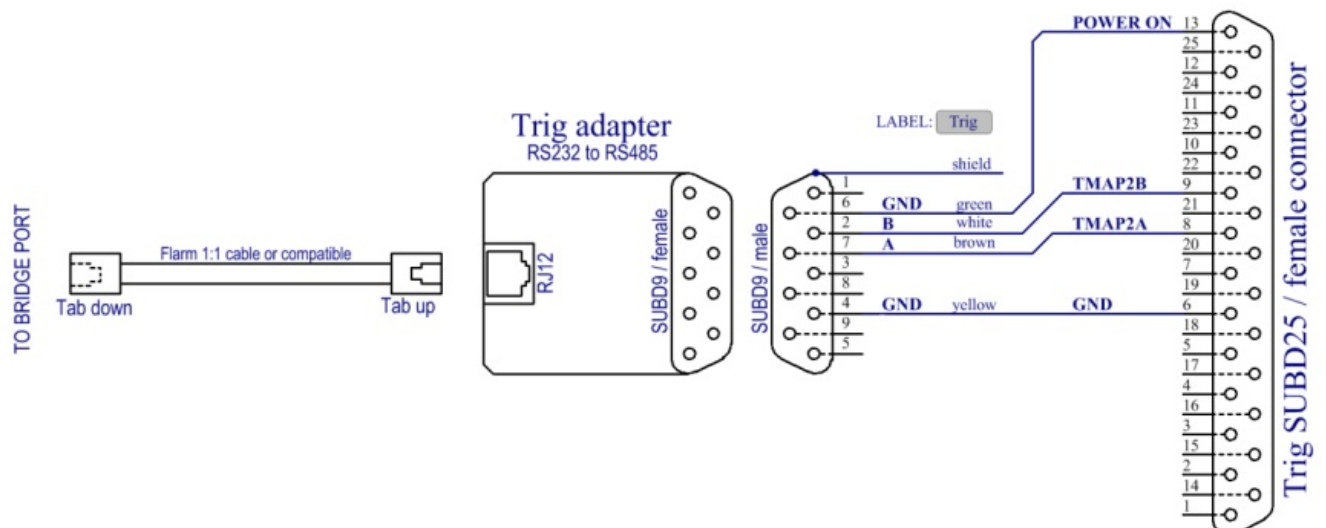 TO BRIDGE PORT
Flarm 1:1 cable or compatible
Tab down
Tab up
Trig adapter
RS232 to RS485
RJ12
SUBD9 / female
SUBD9 / male
LABEL: Trig
shield
1
6 GND green
2 B white
7 A brown
3
8
4 GND yellow GND
9
5
POWER ON 13
25
12
24
11
23
10
22
TMAP2B 9
21
TMAP2A 8
20
7
19
6
18
5
17
4
16
3
15
2
14
1
Trig SUBD25 / female connector